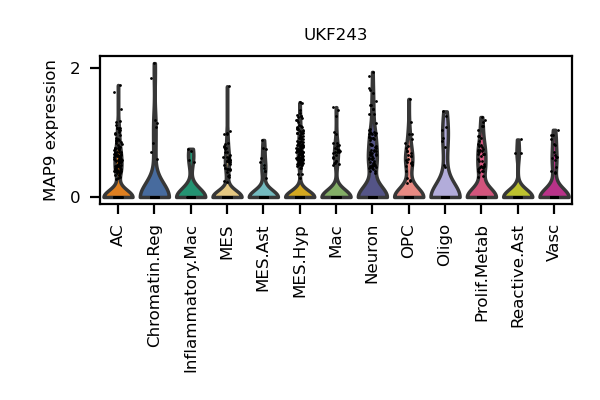 UKF243
MAP9 expression
2
0
AC
Chromatin.Reg
Inflammatory.Mac
MES
MES.Ast
MES.Hyp
Mac
Neuron
OPC
Oligo
Prolif.Metab
Reactive.Ast
Vasc